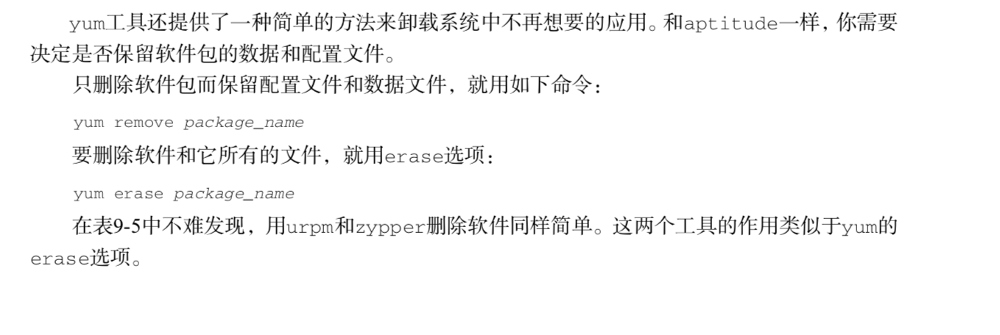 yum工具还提供了一种简单的方法来卸载系统中不再想要的应用。和aptitude一样，你需要
决定是否保留软件包的数据和配置文件。
只删除软件包而保留配置文件和数据文件，就用如下命令：
yum remove package_name
要删除软件和它所有的文件，就用erase选项：
yum erase package_name
在表9-5中不难发现，用urpm和zypper删除软件同样简单。这两个工具的作用类似于yum的
erase选项。